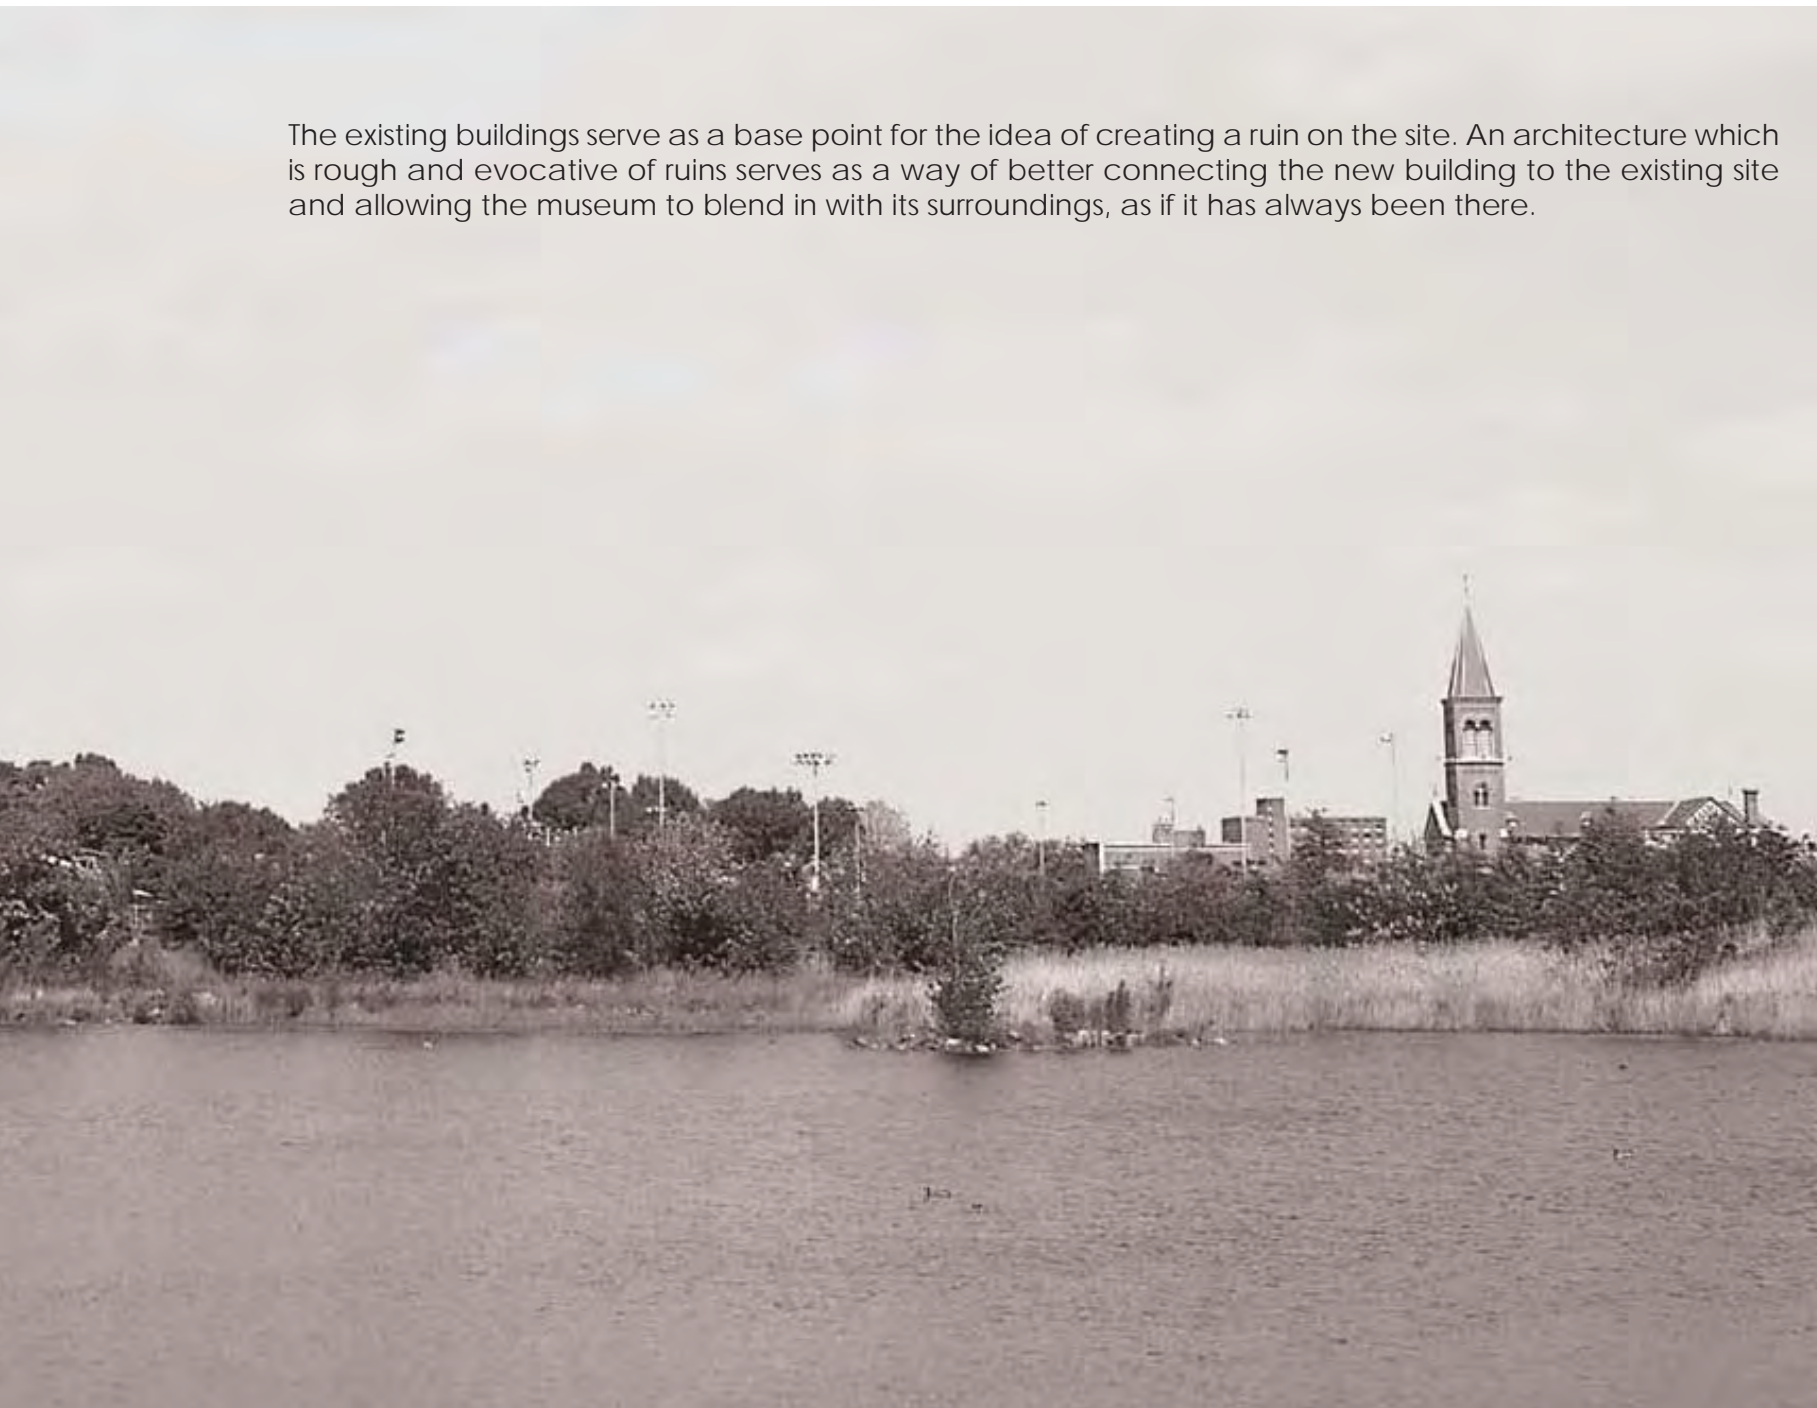 The existing buildings serve as a base point for the idea of creating a ruin on the site. An architecture which
is rough and evocative of ruins serves as a way of better connecting the new building to the existing site
and allowing the museum to blend in with its surroundings, as if it has always been there.